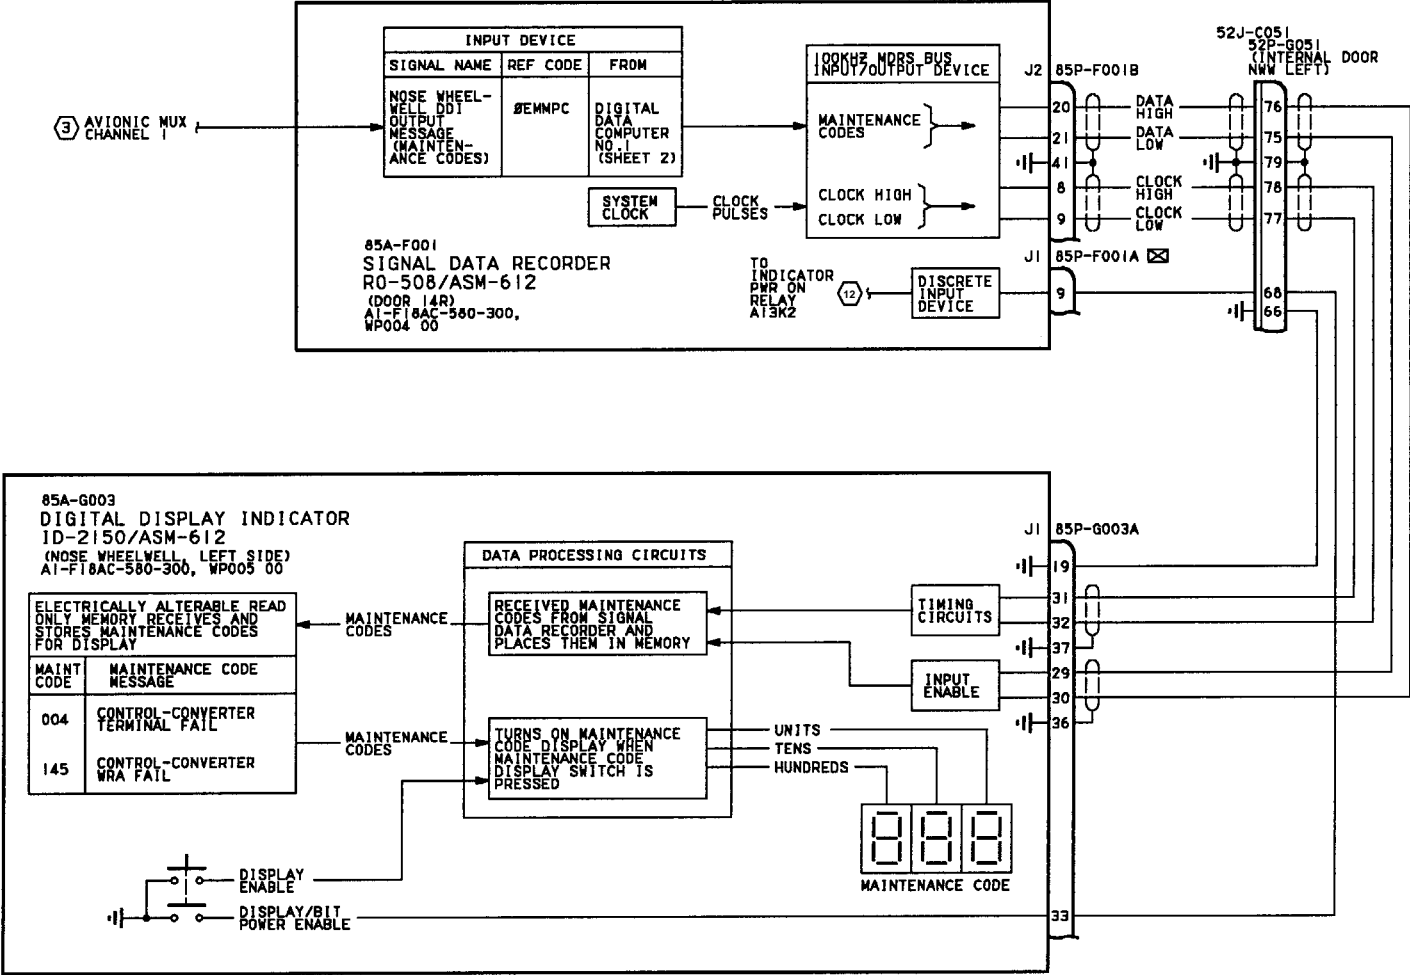 INPUT DEVICE
SIGNAL NAME
REF CODE
FROM
NOSE WHEEL-
WELL DDI
OUTPUT
MESSAGE
(MAINTEN-
ANCE CODES)
ØEMMPC
DIGITAL
DATA
COMPUTER
NO.1
(SHEET 2)
3
AVIONIC MUX
CHANNEL 1
SYSTEM
CLOCK
CLOCK
PULSES
100KHZ MDRS BUS
INPUT/OUTPUT DEVICE
MAINTENANCE
CODES
CLOCK HIGH
CLOCK LOW
85A-F001
SIGNAL DATA RECORDER
RO-508/ASM-612
(DOOR 14R)
A1-F18AC-580-300,
WP004 00
TO
INDICATOR
PWR ON
RELAY
A13K2
12
DISCRETE
INPUT
DEVICE
J2
85P-F001B
20
21
41
8
9
J1
85P-F001A
9
DATA
HIGH
DATA
LOW
CLOCK
HIGH
CLOCK
LOW
52J-C051
52P-G051
(INTERNAL DOOR
NWW LEFT)
76
75
79
78
77
68
66
85A-G003
DIGITAL DISPLAY INDICATOR
ID-2150/ASM-612
(NOSE WHEELWELL, LEFT SIDE)
A1-F18AC-580-300, WP005 00
ELECTRICALLY ALTERABLE READ
ONLY MEMORY RECEIVES AND
STORES MAINTENANCE CODES
FOR DISPLAY
MAINT
CODE
MAINTENANCE CODE
MESSAGE
004
CONTROL-CONVERTER
TERMINAL FAIL
145
CONTROL-CONVERTER
WRA FAIL
MAINTENANCE
CODES
MAINTENANCE
CODES
DATA PROCESSING CIRCUITS
RECEIVED MAINTENANCE
CODES FROM SIGNAL
DATA RECORDER AND
PLACES THEM IN MEMORY
TURNS ON MAINTENANCE
CODE DISPLAY WHEN
MAINTENANCE CODE
DISPLAY SWITCH IS
PRESSED
TIMING
CIRCUITS
INPUT
ENABLE
UNITS
TENS
HUNDREDS
888
MAINTENANCE CODE
DISPLAY
ENABLE
DISPLAY/BIT
POWER ENABLE
J1
85P-G003A
19
31
32
37
29
30
36
33